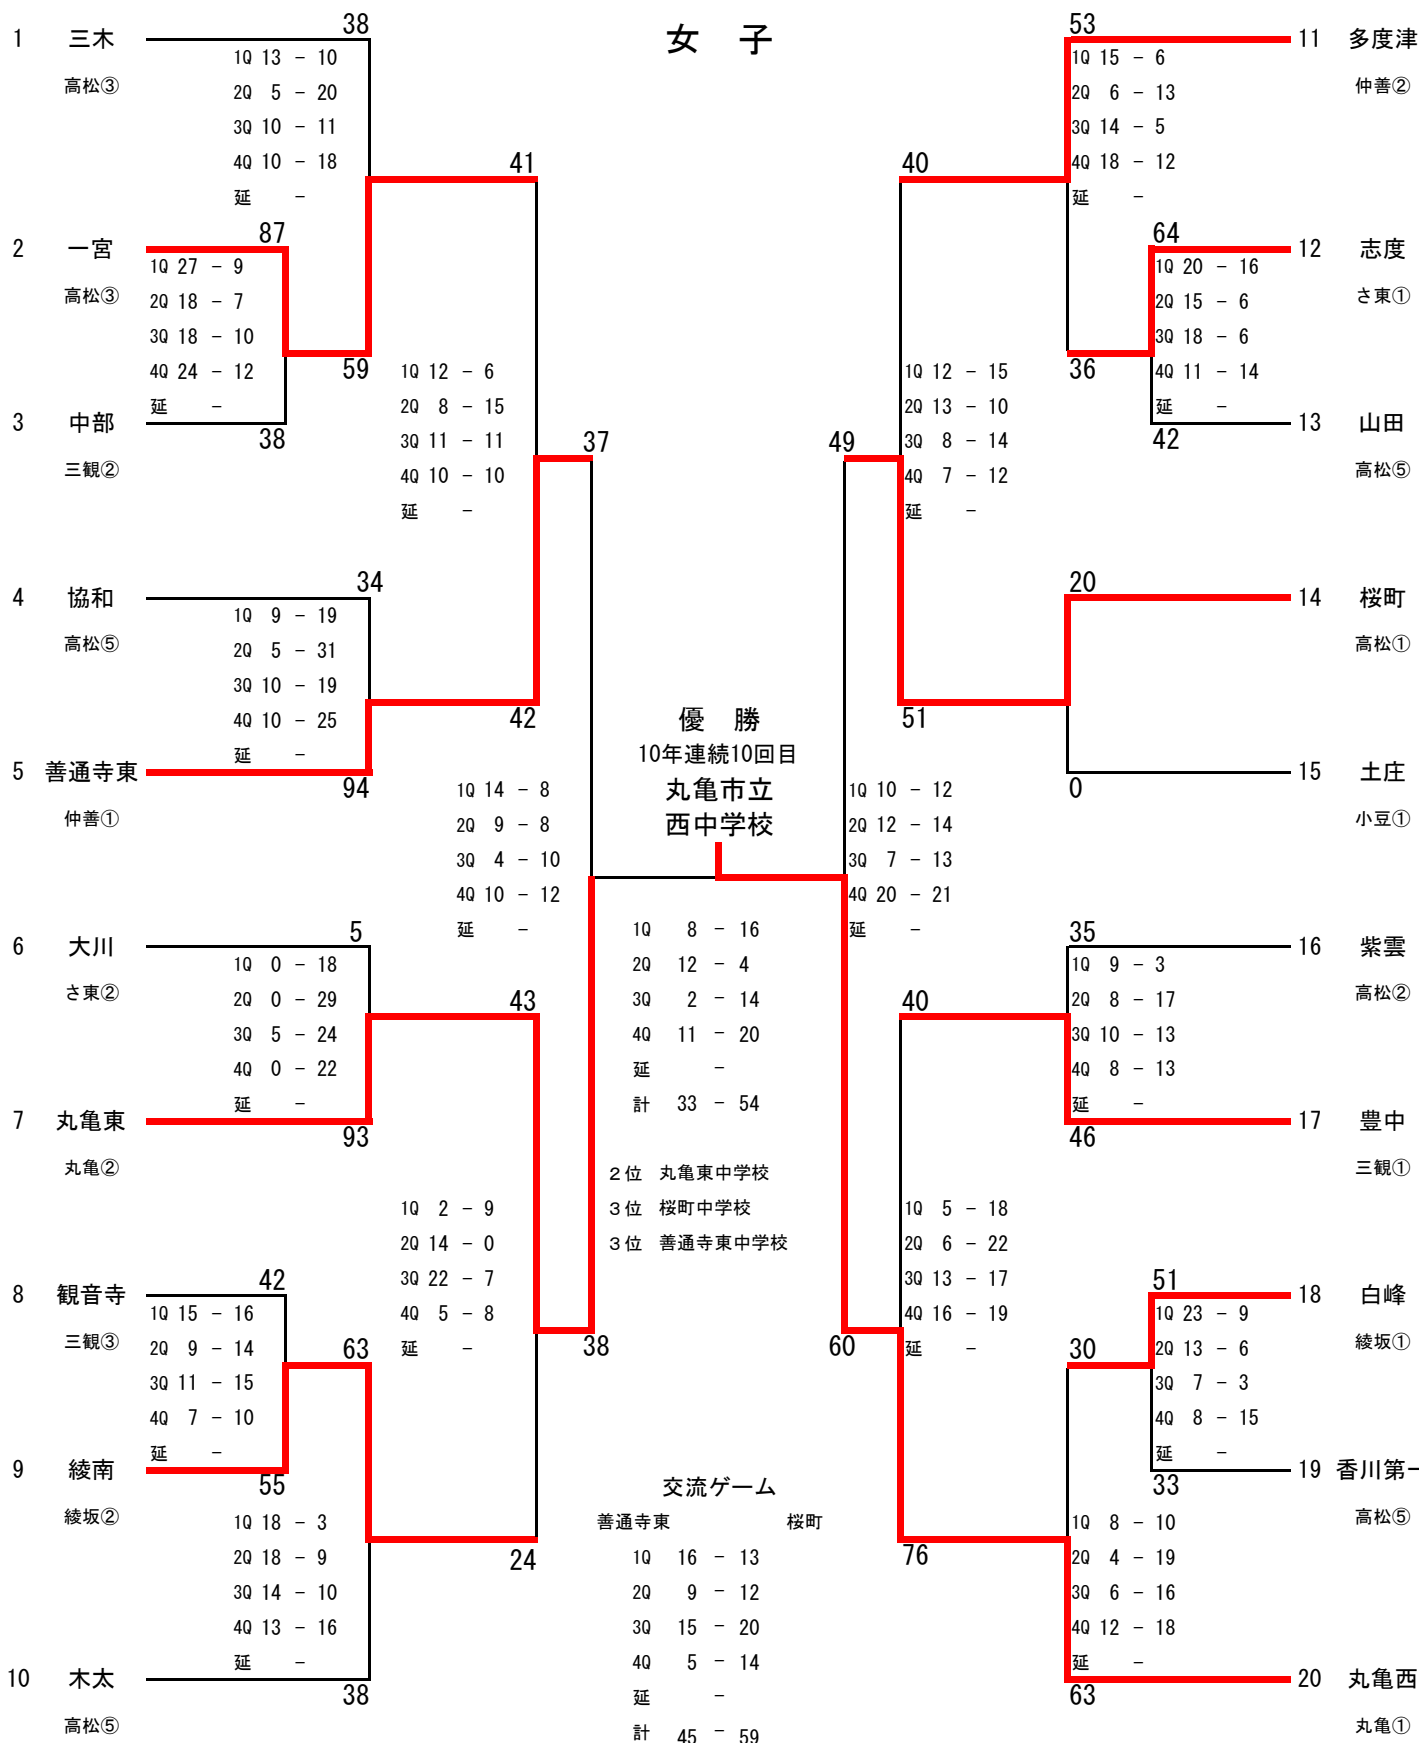 女 子
38
1 三木
高松③
1Q 13 - 10
2Q 5 - 20
3Q 10 - 11
4Q 10 - 18
延 -
41
87
2 一宮
高松③
1Q 27 - 9
2Q 18 - 7
3Q 18 - 10
4Q 24 - 12
延 -
59
3 中部
三観②
38
1Q 12 - 6
2Q 8 - 15
3Q 11 - 11
4Q 10 - 10
延 -
37
34
4 協和
高松⑤
1Q 9 - 19
2Q 5 - 31
3Q 10 - 19
4Q 10 - 25
延 -
42
5 善通寺東
仲善①
94
1Q 14 - 8
2Q 9 - 8
3Q 4 - 10
4Q 10 - 12
延 -
5
6 大川
さ東②
1Q 0 - 18
2Q 0 - 29
3Q 5 - 24
4Q 0 - 22
延 -
43
7 丸亀東
丸亀②
93
1Q 2 - 9
2Q 14 - 0
3Q 22 - 7
4Q 5 - 8
延 -
38
42
8 観音寺
三観③
1Q 15 - 16
2Q 9 - 14
3Q 11 - 15
4Q 7 - 10
延 -
63
9 綾南
綾坂②
55
1Q 18 - 3
2Q 18 - 9
3Q 14 - 10
4Q 13 - 16
延 -
24
10 木太
高松⑤
38
優 勝
10年連続10回目
丸亀市立
西中学校
1Q 8 - 16
2Q 12 - 4
3Q 2 - 14
4Q 11 - 20
延 -
計 33 - 54
2位 丸亀東中学校
3位 桜町中学校
3位 善通寺東中学校
交流ゲーム
善通寺東 桜町
1Q 16 - 13
2Q 9 - 12
3Q 15 - 20
4Q 5 - 14
延 -
計 45 - 59
53
11 多度津
仲善②
1Q 15 - 6
2Q 6 - 13
3Q 14 - 5
4Q 18 - 12
延 -
40
64
12 志度
さ東①
1Q 20 - 16
2Q 15 - 6
3Q 18 - 6
4Q 11 - 14
延 -
36
13 山田
高松⑤
42
1Q 12 - 15
2Q 13 - 10
3Q 8 - 14
4Q 7 - 12
延 -
49
20
14 桜町
高松①
51
15 土庄
小豆①
0
1Q 10 - 12
2Q 12 - 14
3Q 7 - 13
4Q 20 - 21
延 -
35
16 紫雲
高松②
1Q 9 - 3
2Q 8 - 17
3Q 10 - 13
4Q 8 - 13
延 -
40
17 豊中
三観①
46
1Q 5 - 18
2Q 6 - 22
3Q 13 - 17
4Q 16 - 19
延 -
60
51
18 白峰
綾坂①
1Q 23 - 9
2Q 13 - 6
3Q 7 - 3
4Q 8 - 15
延 -
30
19 香川第一
高松⑤
33
1Q 8 - 10
2Q 4 - 19
3Q 6 - 16
4Q 12 - 18
延 -
76
20 丸亀西
丸亀①
63